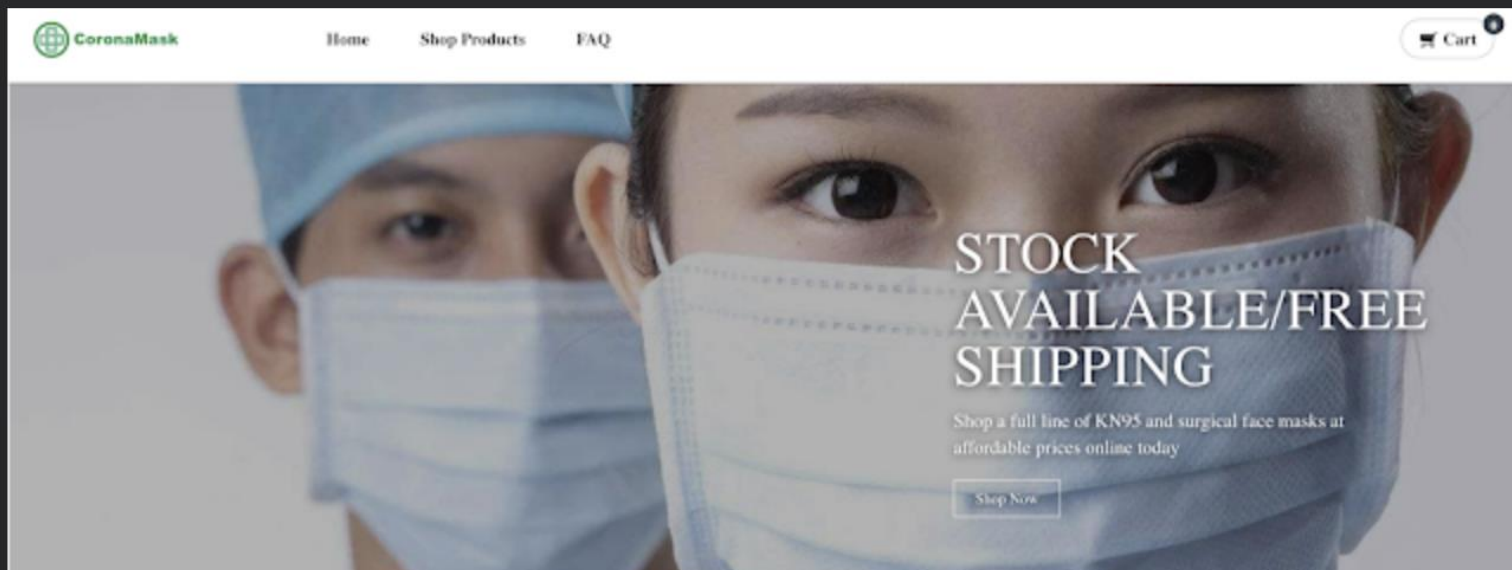 CoronaMask
Home
Shop Products
FAQ
Cart
STOCK
AVAILABLE/FREE
SHIPPING
Shop a full line of KN95 and surgical face masks at
affordable prices online today
Shop Now